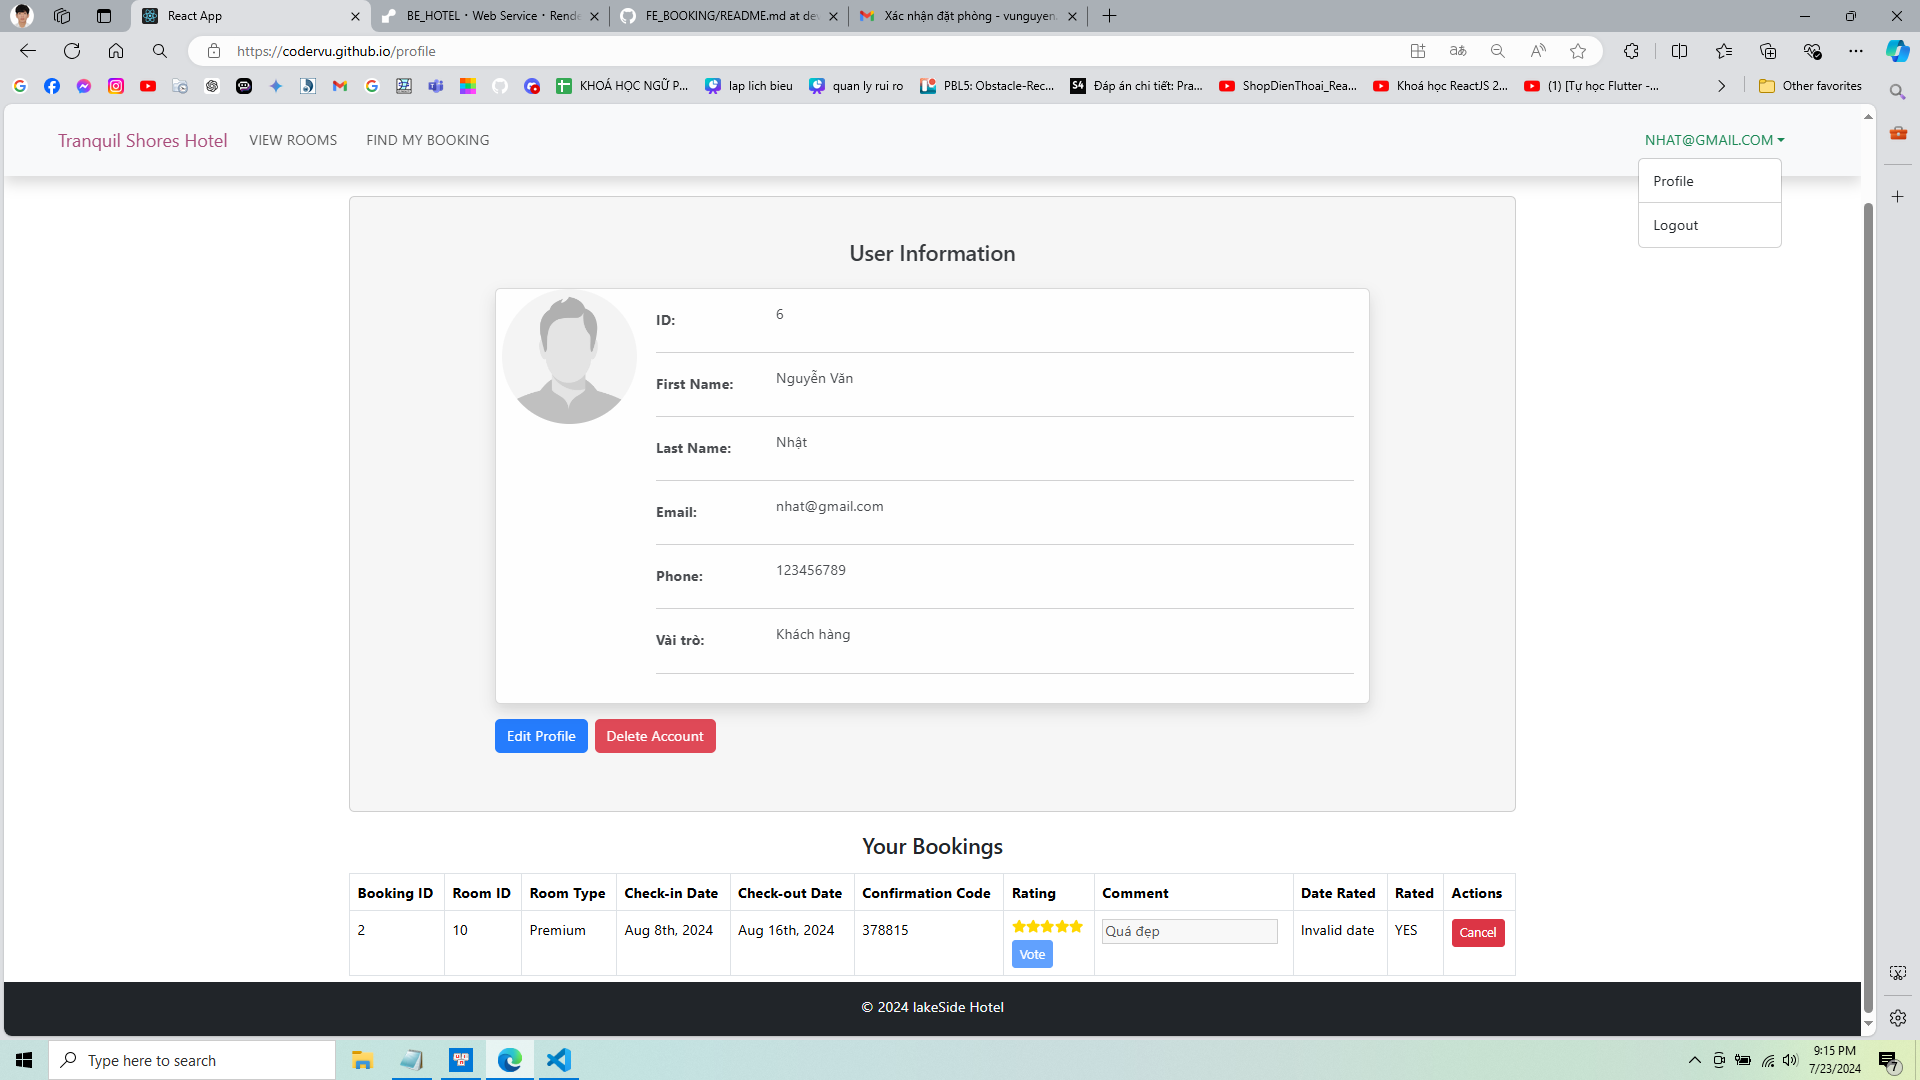 React App
BE_HOTEL · Web Service · Rende
FE_BOOKING/README.md at dev
Xác nhận đặt phòng - vunguyen.
https://codervu.github.io/profile
KHOÁ HỌC NGỮ P...
lap lich bieu
quan ly rui ro
PBL5: Obstacle-Rec...
Đáp án chi tiết: Pra...
ShopDienThoai_Rea...
Khoá học ReactJS 2...
(1) [Tự học Flutter -...
Other favorites
Tranquil Shores Hotel
VIEW ROOMS
FIND MY BOOKING
NHAT@GMAIL.COM
Profile
Logout
User Information
ID: 6
First Name: Nguyễn Văn
Last Name: Nhật
Email: nhat@gmail.com
Phone: 123456789
Vài trò: Khách hàng
Edit Profile
Delete Account
Your Bookings
Booking ID Room ID Room Type Check-in Date Check-out Date Confirmation Code Rating Comment Date Rated Rated Actions
2 10 Premium Aug 8th, 2024 Aug 16th, 2024 378815 Quá đẹp Invalid date YES Cancel
Vote
© 2024 lakeSide Hotel
Type here to search
9:15 PM
7/23/2024
7